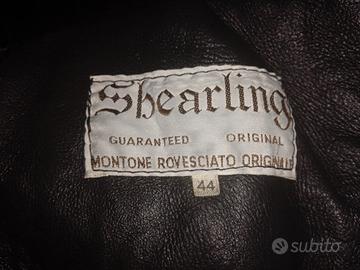 Shearling
GUARANTEED ORIGINAL
MONTONE ROVESCIATO ORIGINALE
44
subito